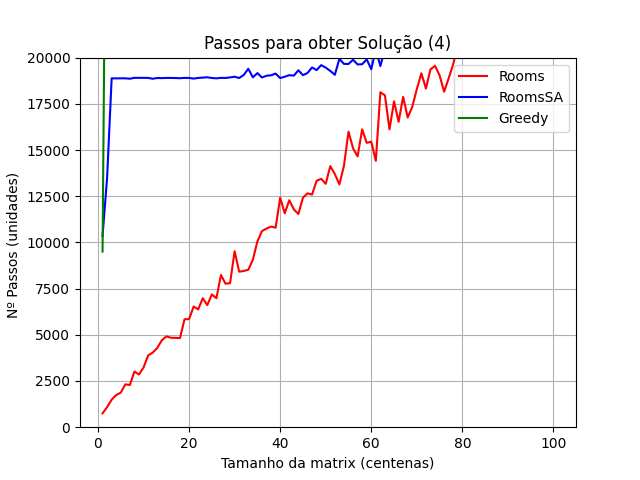 Passos para obter Solução (4)
20000
17500
15000
12500
10000
7500
5000
2500
0
Nº Passos (unidades)
Rooms
RoomsSA
Greedy
0 20 40 60 80 100
Tamanho da matrix (centenas)